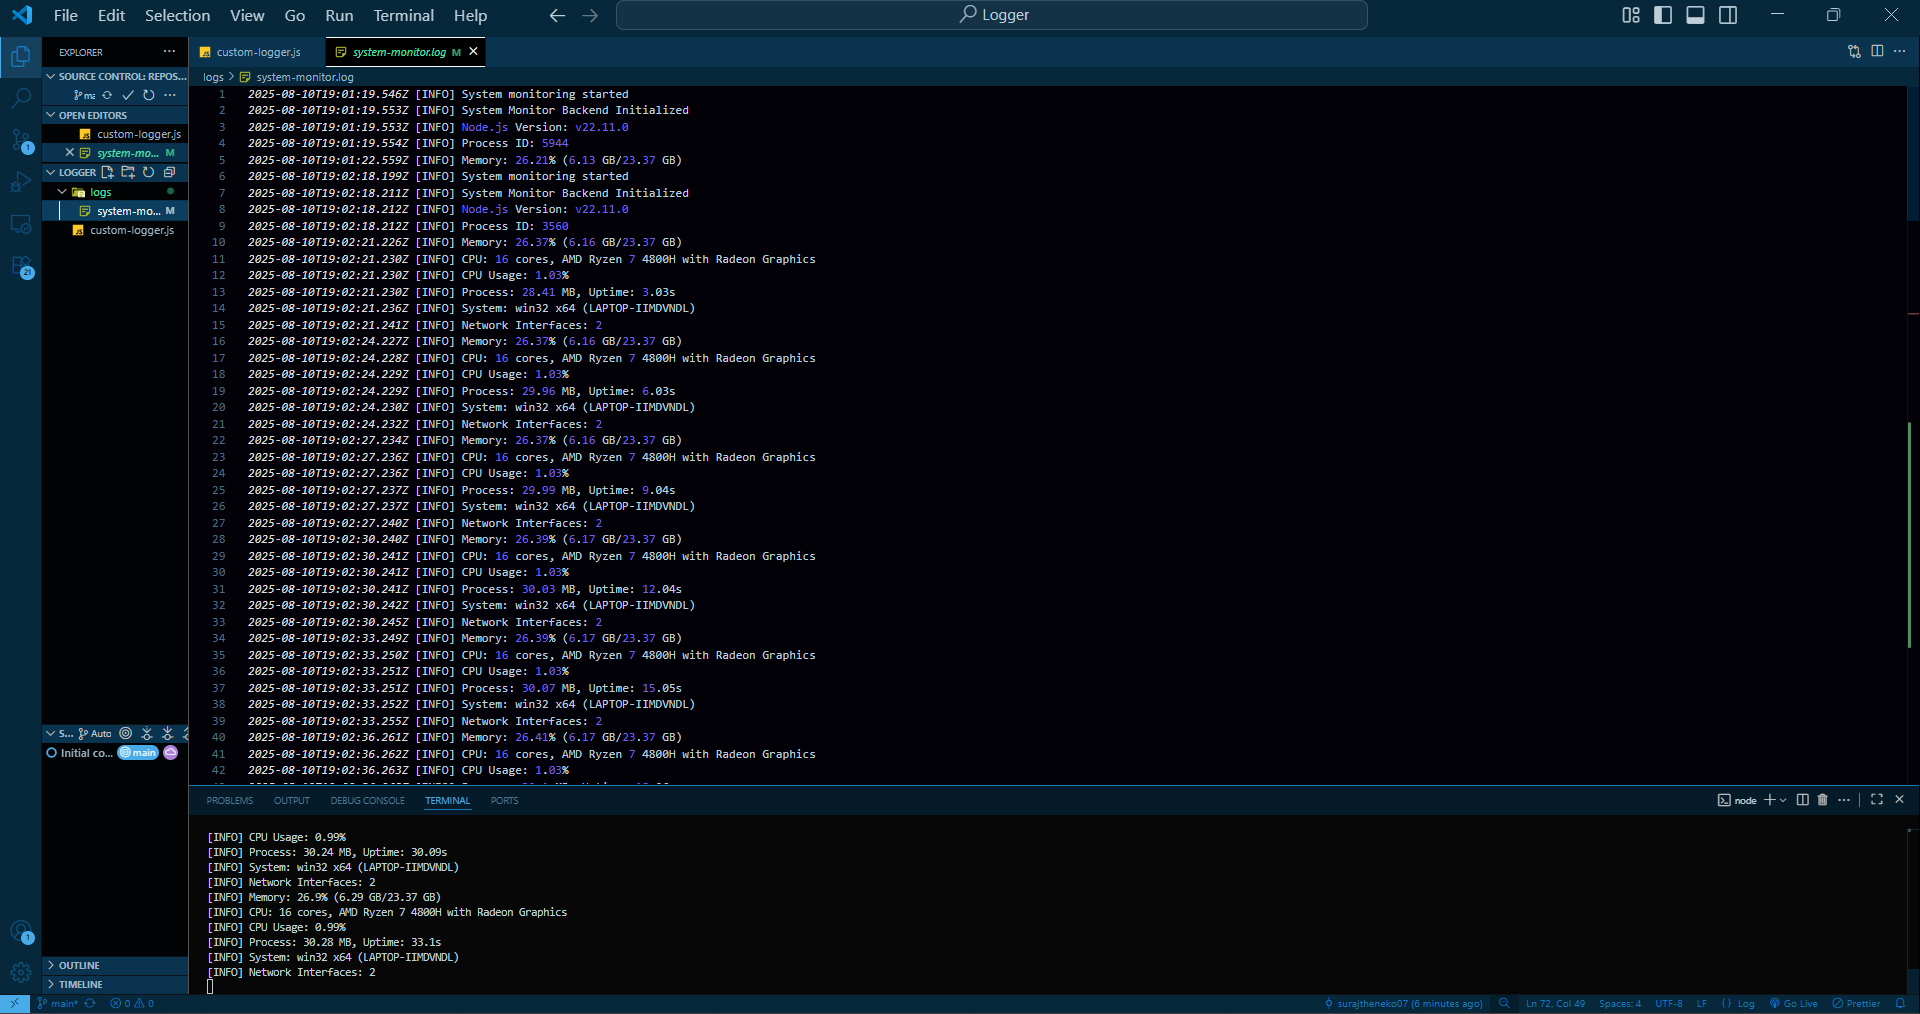 File Edit Selection View Go Run Terminal Help
Logger
EXPLORER
SOURCE CONTROL: REPOS...
ma
OPEN EDITORS
custom-logger.js
system-mo... M
LOGGER
logs
system-mo... M
custom-logger.js
S... Auto
Initial co... main
OUTLINE
TIMELINE
1
21
1
custom-logger.js
system-monitor.log M
logs > system-monitor.log
1 2025-08-10T19:01:19.546Z [INFO] System monitoring started
2 2025-08-10T19:01:19.553Z [INFO] System Monitor Backend Initialized
3 2025-08-10T19:01:19.553Z [INFO] Node.js Version: v22.11.0
4 2025-08-10T19:01:19.554Z [INFO] Process ID: 5944
5 2025-08-10T19:01:22.559Z [INFO] Memory: 26.21% (6.13 GB/23.37 GB)
6 2025-08-10T19:02:18.199Z [INFO] System monitoring started
7 2025-08-10T19:02:18.211Z [INFO] System Monitor Backend Initialized
8 2025-08-10T19:02:18.212Z [INFO] Node.js Version: v22.11.0
9 2025-08-10T19:02:18.212Z [INFO] Process ID: 3560
10 2025-08-10T19:02:21.226Z [INFO] Memory: 26.37% (6.16 GB/23.37 GB)
11 2025-08-10T19:02:21.230Z [INFO] CPU: 16 cores, AMD Ryzen 7 4800H with Radeon Graphics
12 2025-08-10T19:02:21.230Z [INFO] CPU Usage: 1.03%
13 2025-08-10T19:02:21.230Z [INFO] Process: 28.41 MB, Uptime: 3.03s
14 2025-08-10T19:02:21.236Z [INFO] System: win32 x64 (LAPTOP-IIMDVNDL)
15 2025-08-10T19:02:21.241Z [INFO] Network Interfaces: 2
16 2025-08-10T19:02:24.227Z [INFO] Memory: 26.37% (6.16 GB/23.37 GB)
17 2025-08-10T19:02:24.228Z [INFO] CPU: 16 cores, AMD Ryzen 7 4800H with Radeon Graphics
18 2025-08-10T19:02:24.229Z [INFO] CPU Usage: 1.03%
19 2025-08-10T19:02:24.229Z [INFO] Process: 29.96 MB, Uptime: 6.03s
20 2025-08-10T19:02:24.230Z [INFO] System: win32 x64 (LAPTOP-IIMDVNDL)
21 2025-08-10T19:02:24.232Z [INFO] Network Interfaces: 2
22 2025-08-10T19:02:27.234Z [INFO] Memory: 26.37% (6.16 GB/23.37 GB)
23 2025-08-10T19:02:27.236Z [INFO] CPU: 16 cores, AMD Ryzen 7 4800H with Radeon Graphics
24 2025-08-10T19:02:27.236Z [INFO] CPU Usage: 1.03%
25 2025-08-10T19:02:27.237Z [INFO] Process: 29.99 MB, Uptime: 9.04s
26 2025-08-10T19:02:27.237Z [INFO] System: win32 x64 (LAPTOP-IIMDVNDL)
27 2025-08-10T19:02:27.240Z [INFO] Network Interfaces: 2
28 2025-08-10T19:02:30.240Z [INFO] Memory: 26.39% (6.17 GB/23.37 GB)
29 2025-08-10T19:02:30.241Z [INFO] CPU: 16 cores, AMD Ryzen 7 4800H with Radeon Graphics
30 2025-08-10T19:02:30.241Z [INFO] CPU Usage: 1.03%
31 2025-08-10T19:02:30.241Z [INFO] Process: 30.03 MB, Uptime: 12.04s
32 2025-08-10T19:02:30.242Z [INFO] System: win32 x64 (LAPTOP-IIMDVNDL)
33 2025-08-10T19:02:30.245Z [INFO] Network Interfaces: 2
34 2025-08-10T19:02:33.249Z [INFO] Memory: 26.39% (6.17 GB/23.37 GB)
35 2025-08-10T19:02:33.250Z [INFO] CPU: 16 cores, AMD Ryzen 7 4800H with Radeon Graphics
36 2025-08-10T19:02:33.251Z [INFO] CPU Usage: 1.03%
37 2025-08-10T19:02:33.251Z [INFO] Process: 30.07 MB, Uptime: 15.05s
38 2025-08-10T19:02:33.252Z [INFO] System: win32 x64 (LAPTOP-IIMDVNDL)
39 2025-08-10T19:02:33.255Z [INFO] Network Interfaces: 2
40 2025-08-10T19:02:36.261Z [INFO] Memory: 26.41% (6.17 GB/23.37 GB)
41 2025-08-10T19:02:36.262Z [INFO] CPU: 16 cores, AMD Ryzen 7 4800H with Radeon Graphics
42 2025-08-10T19:02:36.263Z [INFO] CPU Usage: 1.03%
PROBLEMS OUTPUT DEBUG CONSOLE TERMINAL PORTS
node
[INFO] CPU Usage: 0.99%
[INFO] Process: 30.24 MB, Uptime: 30.09s
[INFO] System: win32 x64 (LAPTOP-IIMDVNDL)
[INFO] Network Interfaces: 2
[INFO] Memory: 26.9% (6.29 GB/23.37 GB)
[INFO] CPU: 16 cores, AMD Ryzen 7 4800H with Radeon Graphics
[INFO] CPU Usage: 0.99%
[INFO] Process: 30.28 MB, Uptime: 33.1s
[INFO] System: win32 x64 (LAPTOP-IIMDVNDL)
[INFO] Network Interfaces: 2
main* 0 0 surajtheneko07 (6 minutes ago) Ln 72, Col 49 Spaces: 4 UTF-8 LF {} Log Go Live Prettier